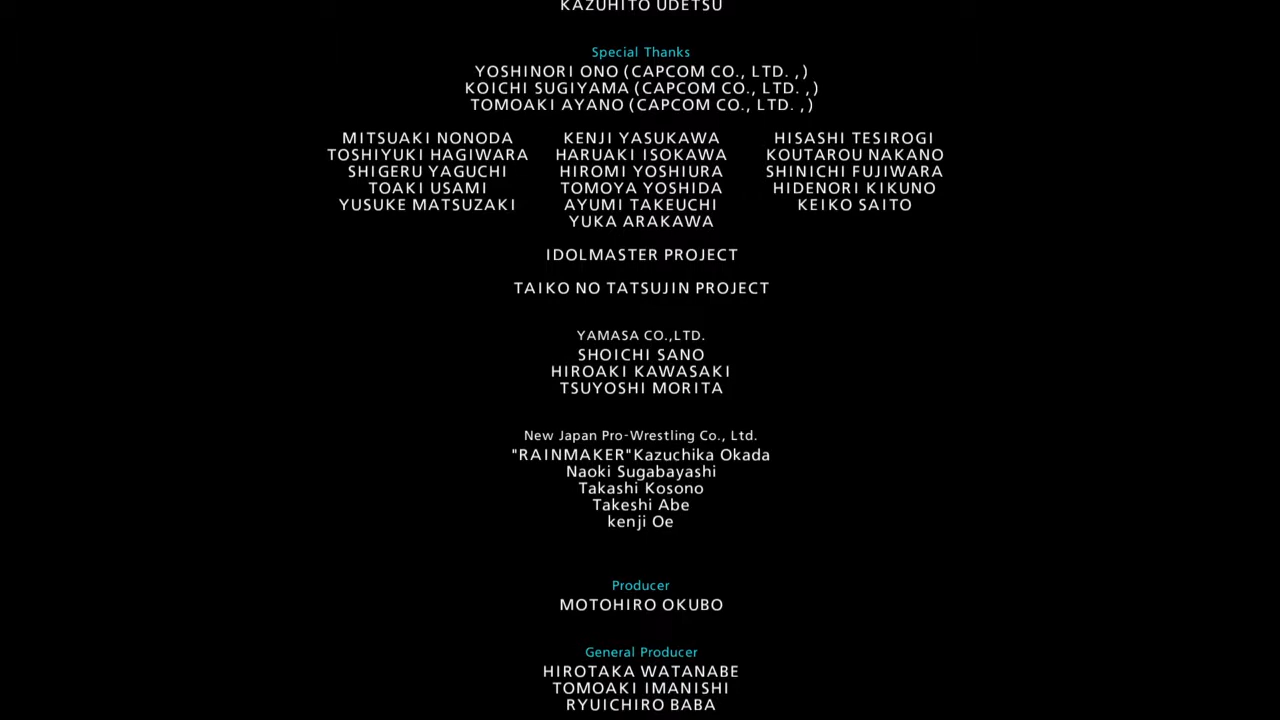 KAZUHITO UDETSU
Special Thanks
YOSHINORI ONO (CAPCOM CO., LTD. ,)
KOICHI SUGIYAMA (CAPCOM CO., LTD. ,)
TOMOAKI AYANO (CAPCOM CO., LTD. ,)
MITSUAKI NONODA KENJI YASUKAWA HISASHI TESIROGI
TOSHIYUKI HAGIWARA HARUAKI ISOKAWA KOUTAROU NAKANO
SHIGERU YAGUCHI HIROMI YOSHIURA SHINICHI FUJIWARA
TOAKI USAMI TOMOYA YOSHIDA HIDENORI KIKUNO
YUSUKE MATSUZAKI AYUMI TAKEUCHI KEIKO SAITO
YUKA ARAKAWA
IDOLMASTER PROJECT
TAIKO NO TATSUJIN PROJECT
YAMASA CO.,LTD.
SHOICHI SANO
HIROAKI KAWASAKI
TSUYOSHI MORITA
New Japan Pro-Wrestling Co., Ltd.
"RAINMAKER"Kazuchika Okada
Naoki Sugabayashi
Takashi Kosono
Takeshi Abe
kenji Oe
Producer
MOTOHIRO OKUBO
General Producer
HIROTAKA WATANABE
TOMOAKI IMANISHI
RYUICHIRO BABA